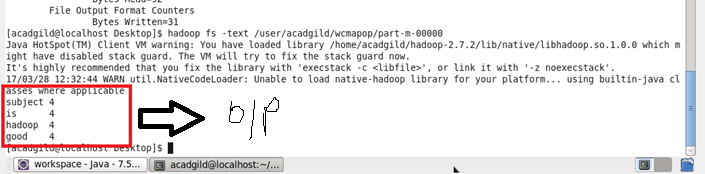 Bytes Read=32
File Output Format Counters
Bytes Written=31
[acadgild@localhost Desktop]$ hadoop fs -text /user/acadgild/wcmapop/part-m-00000
Java HotSpot(TM) Client VM warning: You have loaded library /home/acadgild/hadoop-2.7.2/lib/native/libhadoop.so.1.0.0 which m
ight have disabled stack guard. The VM will try to fix the stack guard now.
It's highly recommended that you fix the library with 'execstack -c <libfile>', or link it with '-z noexecstack'.
17/03/28 12:32:44 WARN util.NativeCodeLoader: Unable to load native-hadoop library for your platform... using builtin-java cl
asses where applicable
subject 4
is 4
hadoop 4
good 4
o/p
[acadgild@localhost Desktop]$
workspace - Java - 7.5...
acadgild@localhost:~/...